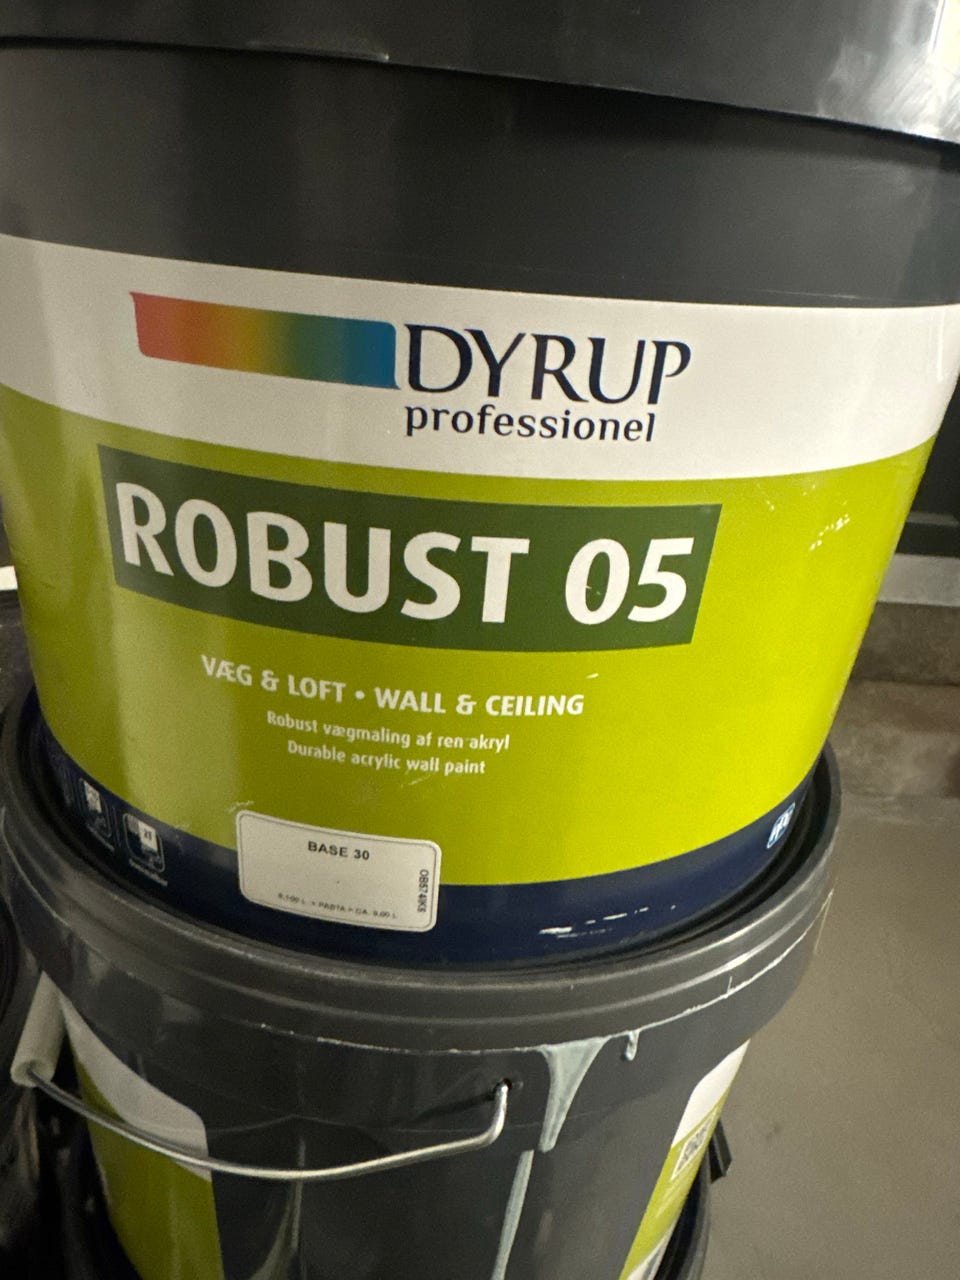 DYRUP
professionel
ROBUST 05
VÆG & LOFT • WALL & CEILING
Robust vægmaling af ren akryl
Durable acrylic wall paint
BASE 30